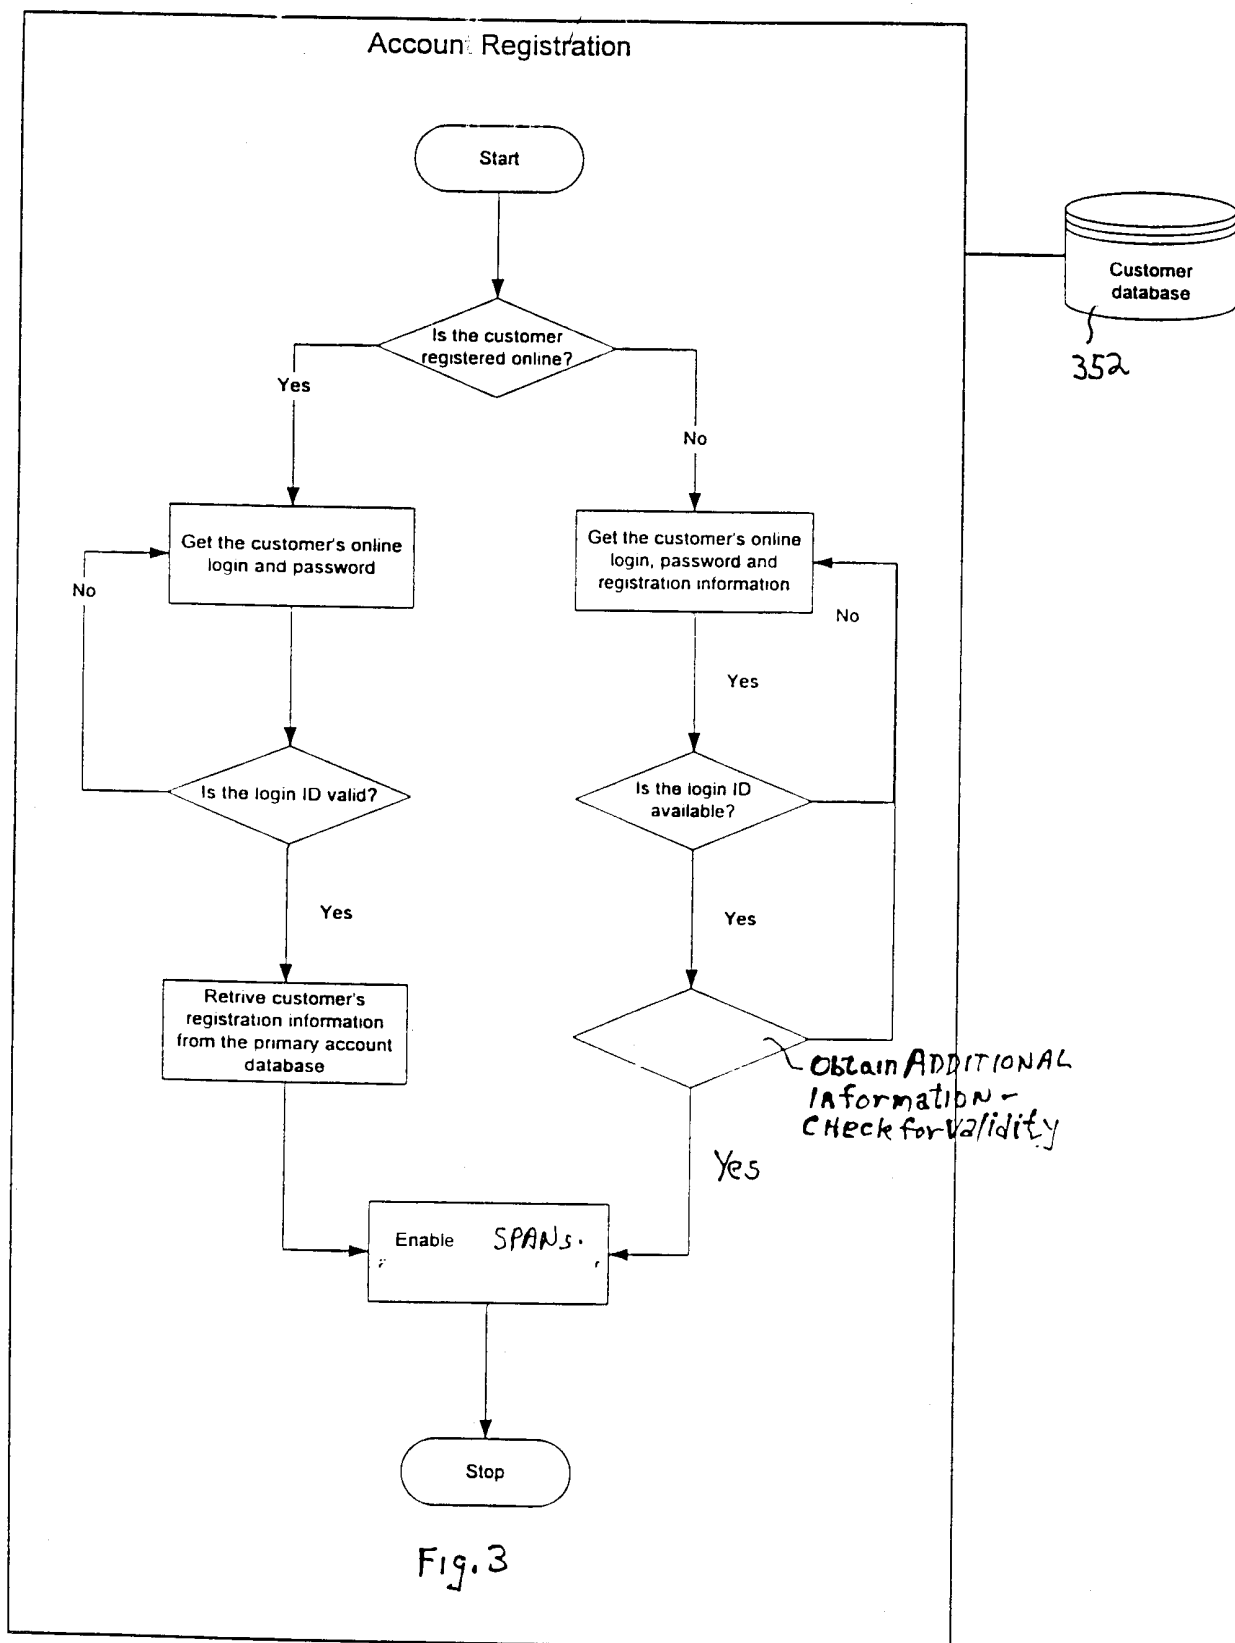 Account Registration
Start
Customer
database
352
Is the customer
registered online?
Yes
No
Get the customer's online
login and password
Get the customer's online
login, password and
registration information
No
No
Yes
Is the login ID valid?
Is the login ID
available?
Yes
Yes
Retrive customer's
registration information
from the primary account
database
Obtain ADDITIONAL
Information -
CHeck for Validity
Yes
Enable SPANs.
Stop
Fig. 3